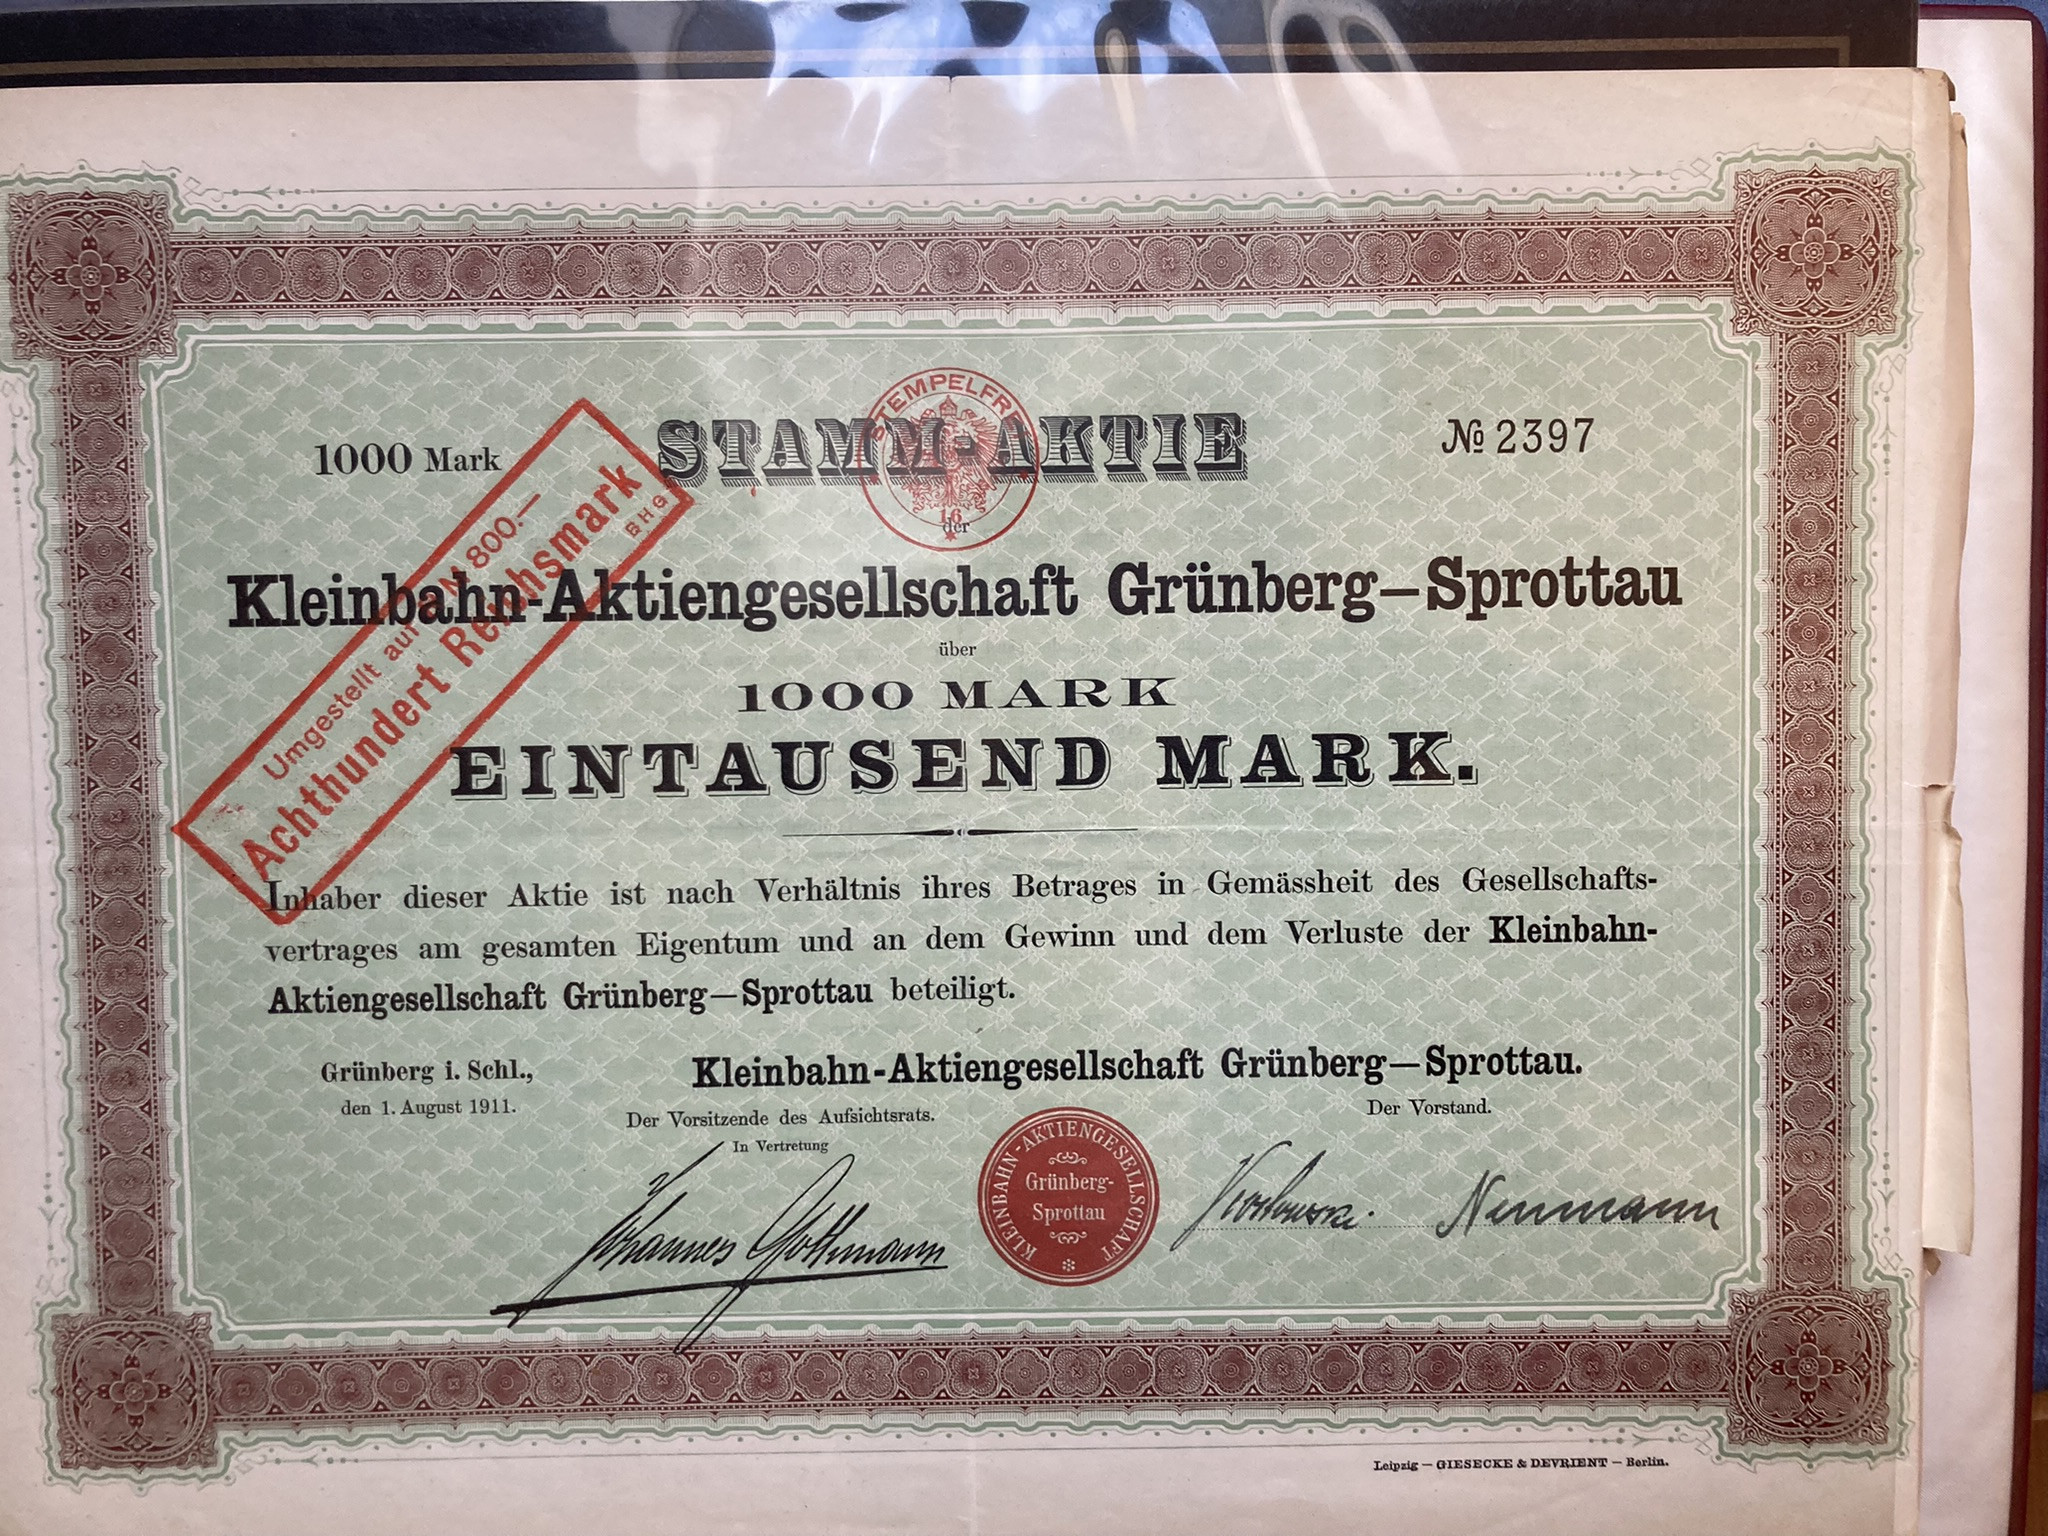 1000 Mark
STAMM-AKTIE
№ 2397
STEMPELFREI
16
der
Kleinbahn-Aktiengesellschaft Grünberg—Sprottau
Umgestellt auf RM 800.—
Achthundert Reichsmark
BHG
über
1000 MARK
EINTAUSEND MARK.
Inhaber dieser Aktie ist nach Verhältnis ihres Betrages in Gemässheit des Gesellschafts-
vertrages am gesamten Eigentum und an dem Gewinn und dem Verluste der Kleinbahn-
Aktiengesellschaft Grünberg—Sprottau beteiligt.
Grünberg i. Schl.,
den 1. August 1911.
Kleinbahn-Aktiengesellschaft Grünberg—Sprottau.
Der Vorsitzende des Aufsichtsrats.
In Vertretung
Der Vorstand.
Johannes Gothmann
KLEINBAHN-AKTIENGESELLSCHAFT
Grünberg-
Sprottau
Neumann
Leipzig — GIESECKE & DEVRIENT — Berlin.